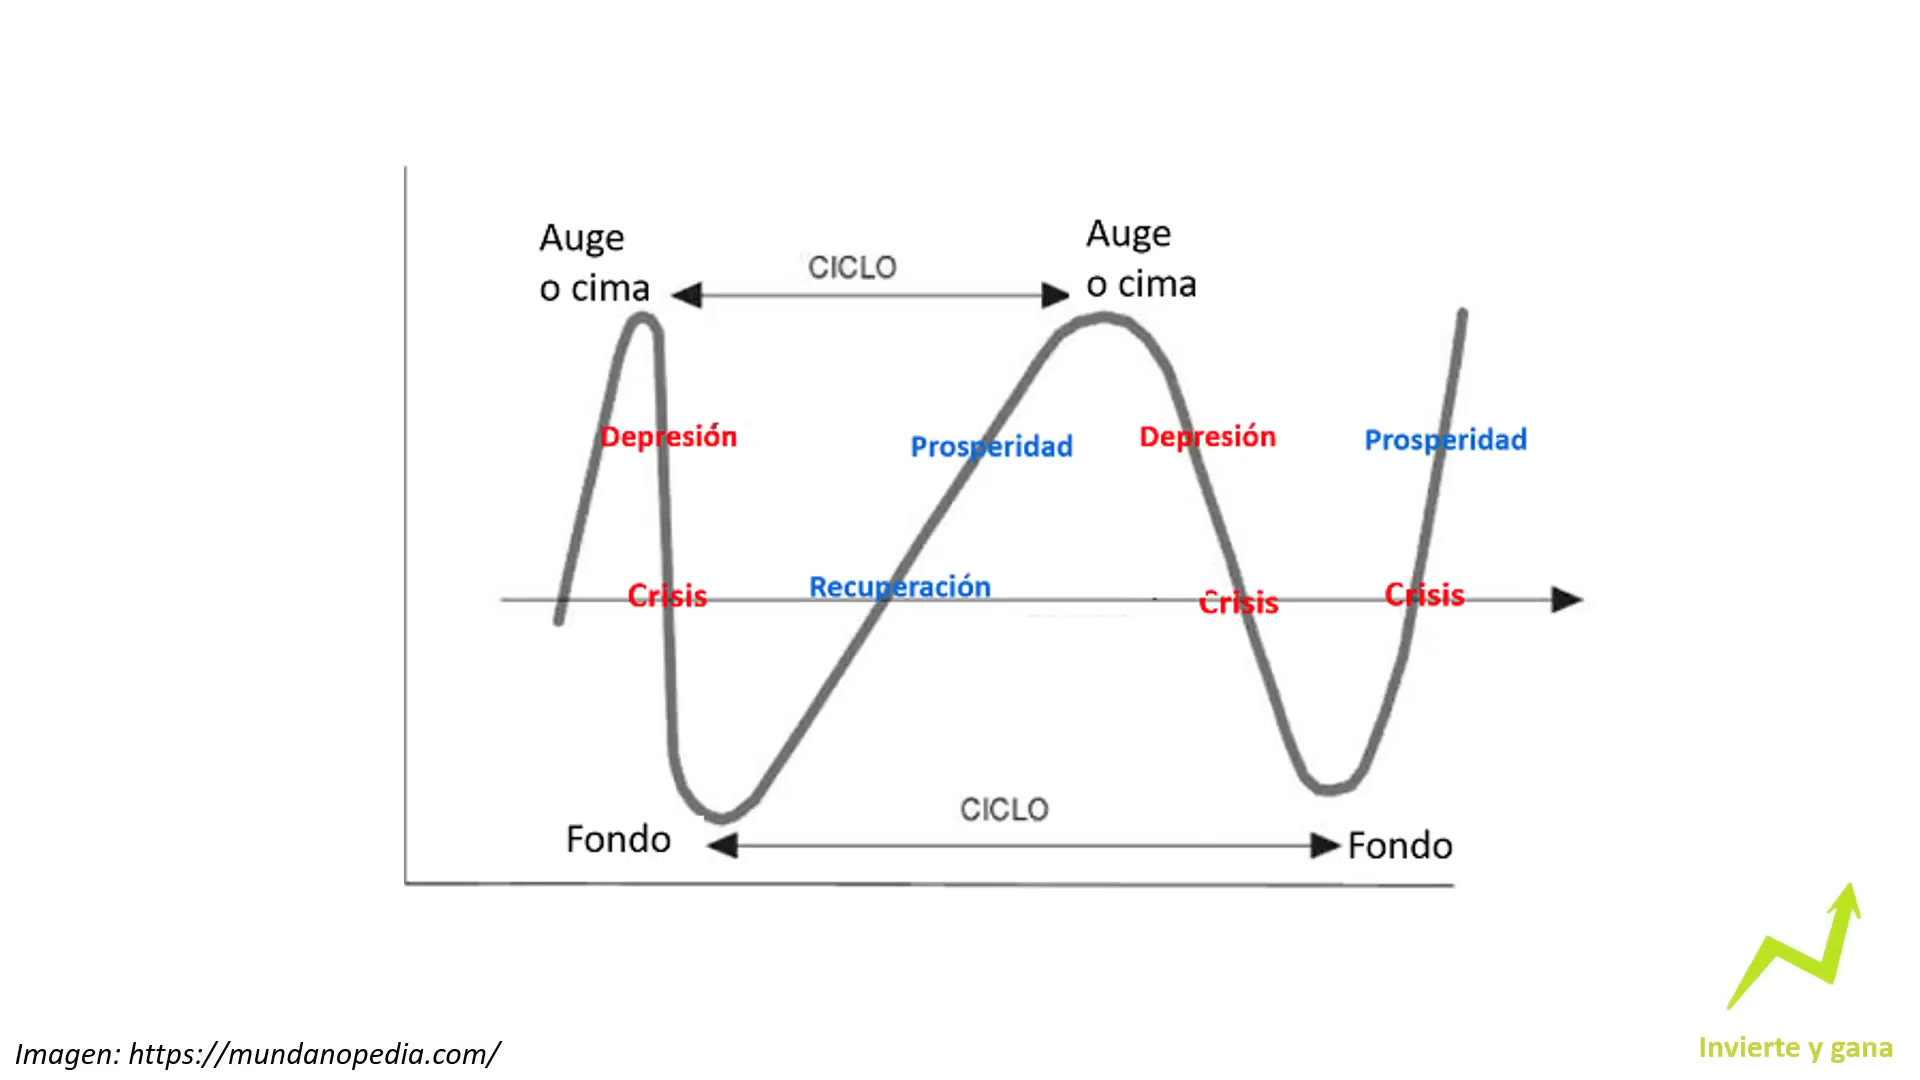 Auge
o cima
CICLO
Auge
o cima
Depresión
Prosperidad
Depresión
Prosperidad
Crisis
Recuperación
Crisis
Crisis
CICLO
Fondo
Fondo
Imagen: https://mundanopedia.com/
Invierte y gana